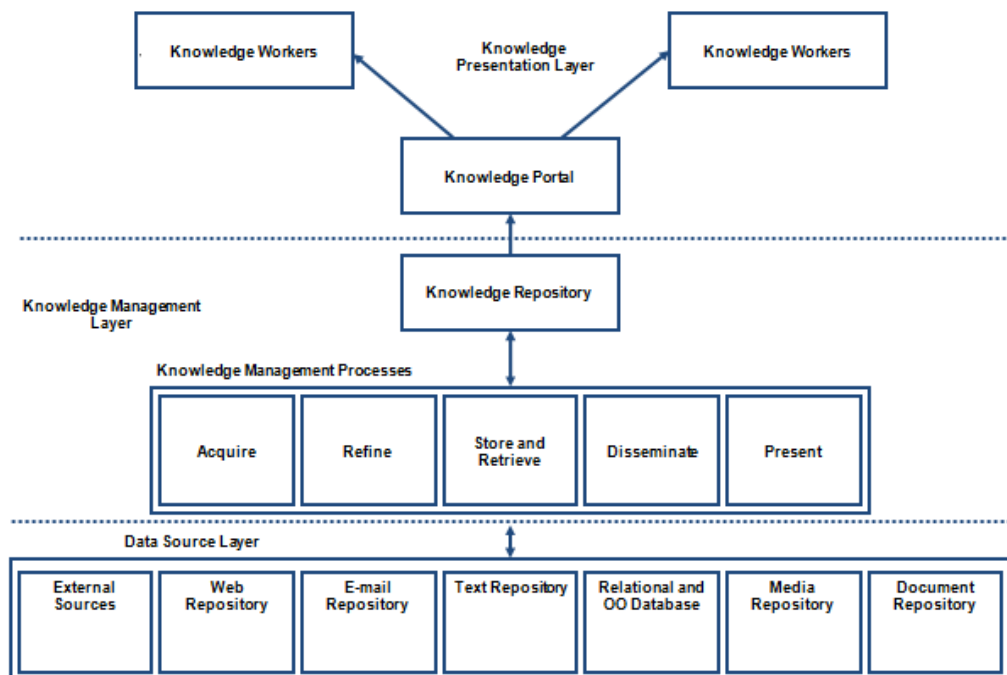 Knowledge Workers
Knowledge
Presentation Layer
Knowledge Workers
Knowledge Portal
Knowledge Repository
Knowledge Management
Layer
Knowledge Management Processes
Acquire
Refine
Store and
Retrieve
Disseminate
Present
Data Source Layer
External
Sources
Web
Repository
E-mail
Repository
Text Repository
Relational and
OO Database
Media
Repository
Document
Repository